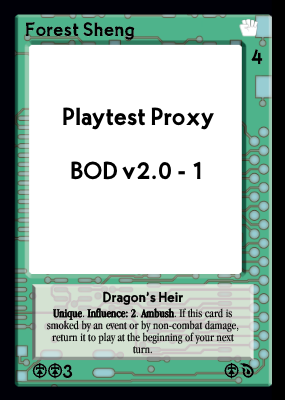 Forest Sheng
4
Playtest Proxy
BOD v2.0 - 1
Dragon's Heir
Unique. Influence: 2. Ambush. If this card is
smoked by an event or by non-combat damage,
return it to play at the beginning of your next
turn.
3